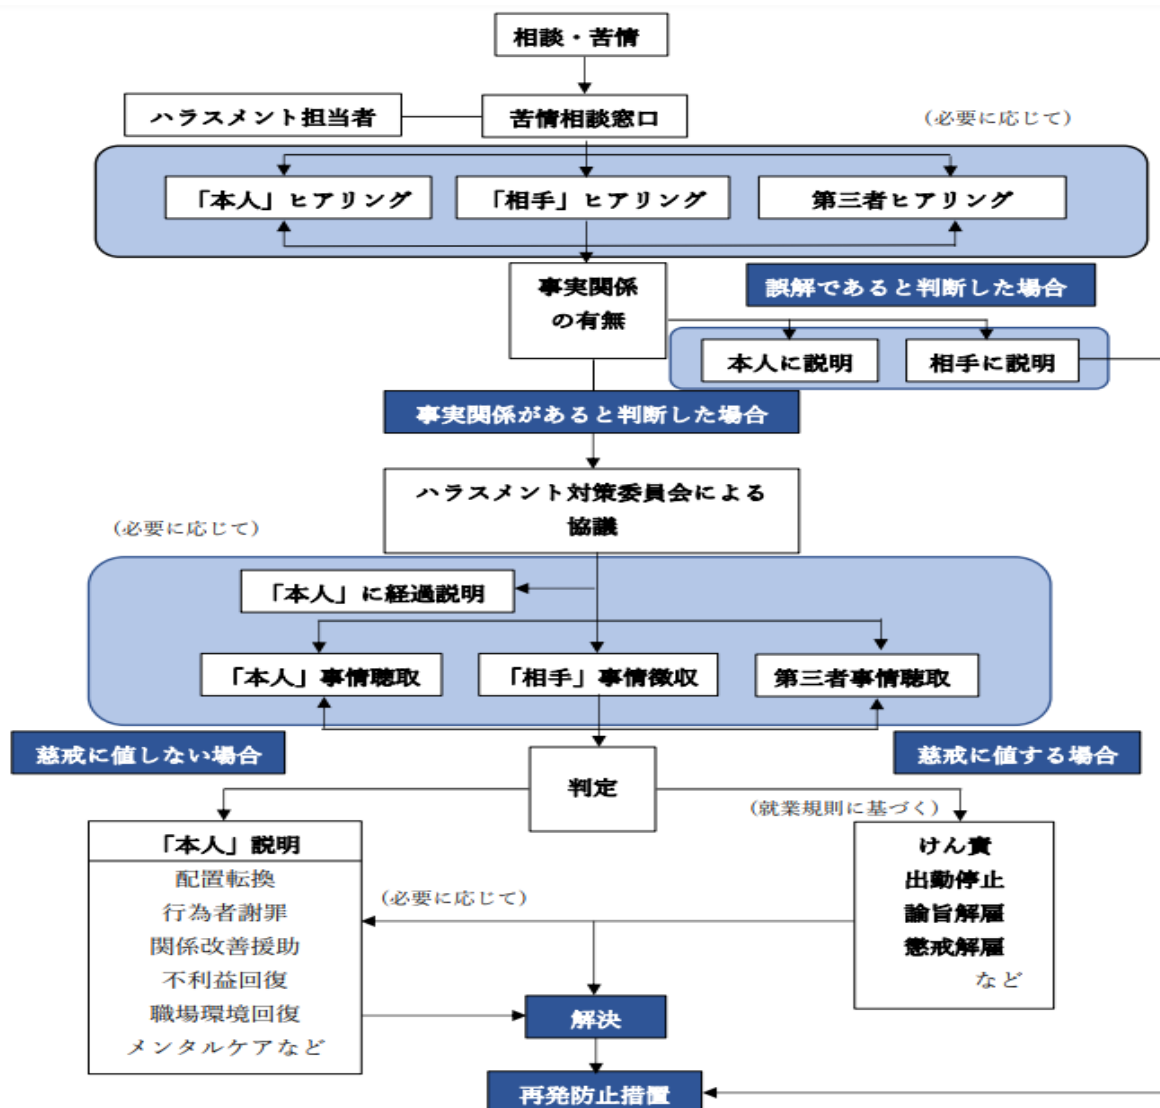 相談・苦情
ハラスメント担当者
苦情相談窓口
(必要に応じて)
「本人」ヒアリング
「相手」ヒアリング
第三者ヒアリング
事実関係
の有無
誤解であると判断した場合
本人に説明
相手に説明
事実関係があると判断した場合
ハラスメント対策委員会による
協議
(必要に応じて)
「本人」に経過説明
「本人」事情聴取
「相手」事情徴収
第三者事情聴取
慈戒に値しない場合
慈戒に値する場合
判定
(就業規則に基づく)
「本人」説明
配置転換
行為者謝罪
関係改善援助
不利益回復
職場環境回復
メンタルケアなど
(必要に応じて)
けん責
出勤停止
諭旨解雇
懲戒解雇
など
解決
再発防止措置